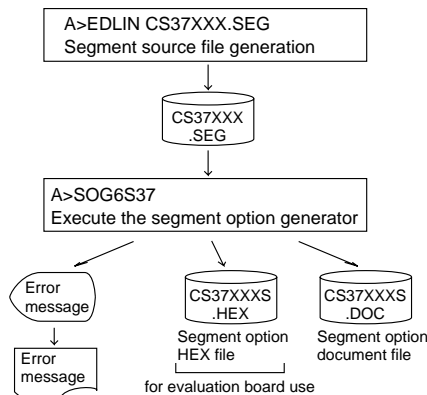 A>EDLIN CS37XXX.SEG
Segment source file generation
CS37XXX
.SEG
A>SOG6S37
Execute the segment option generator
Error
message
Error
message
CS37XXXS
.HEX
Segment option
HEX file
for evaluation board use
CS37XXXS
.DOC
Segment option
document file